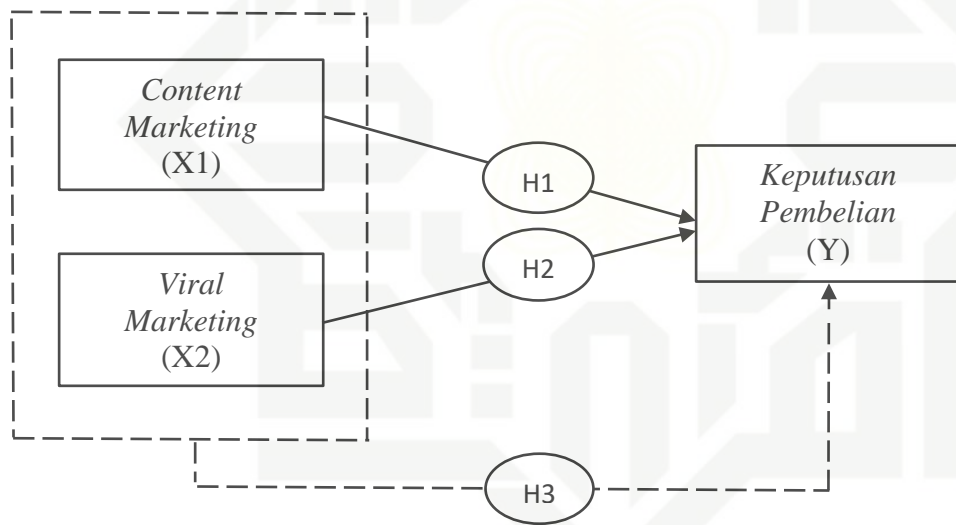 Content
Marketing
(X1)
H1
Keputusan
Pembelian
(Y)
H2
Viral
Marketing
(X2)
H3